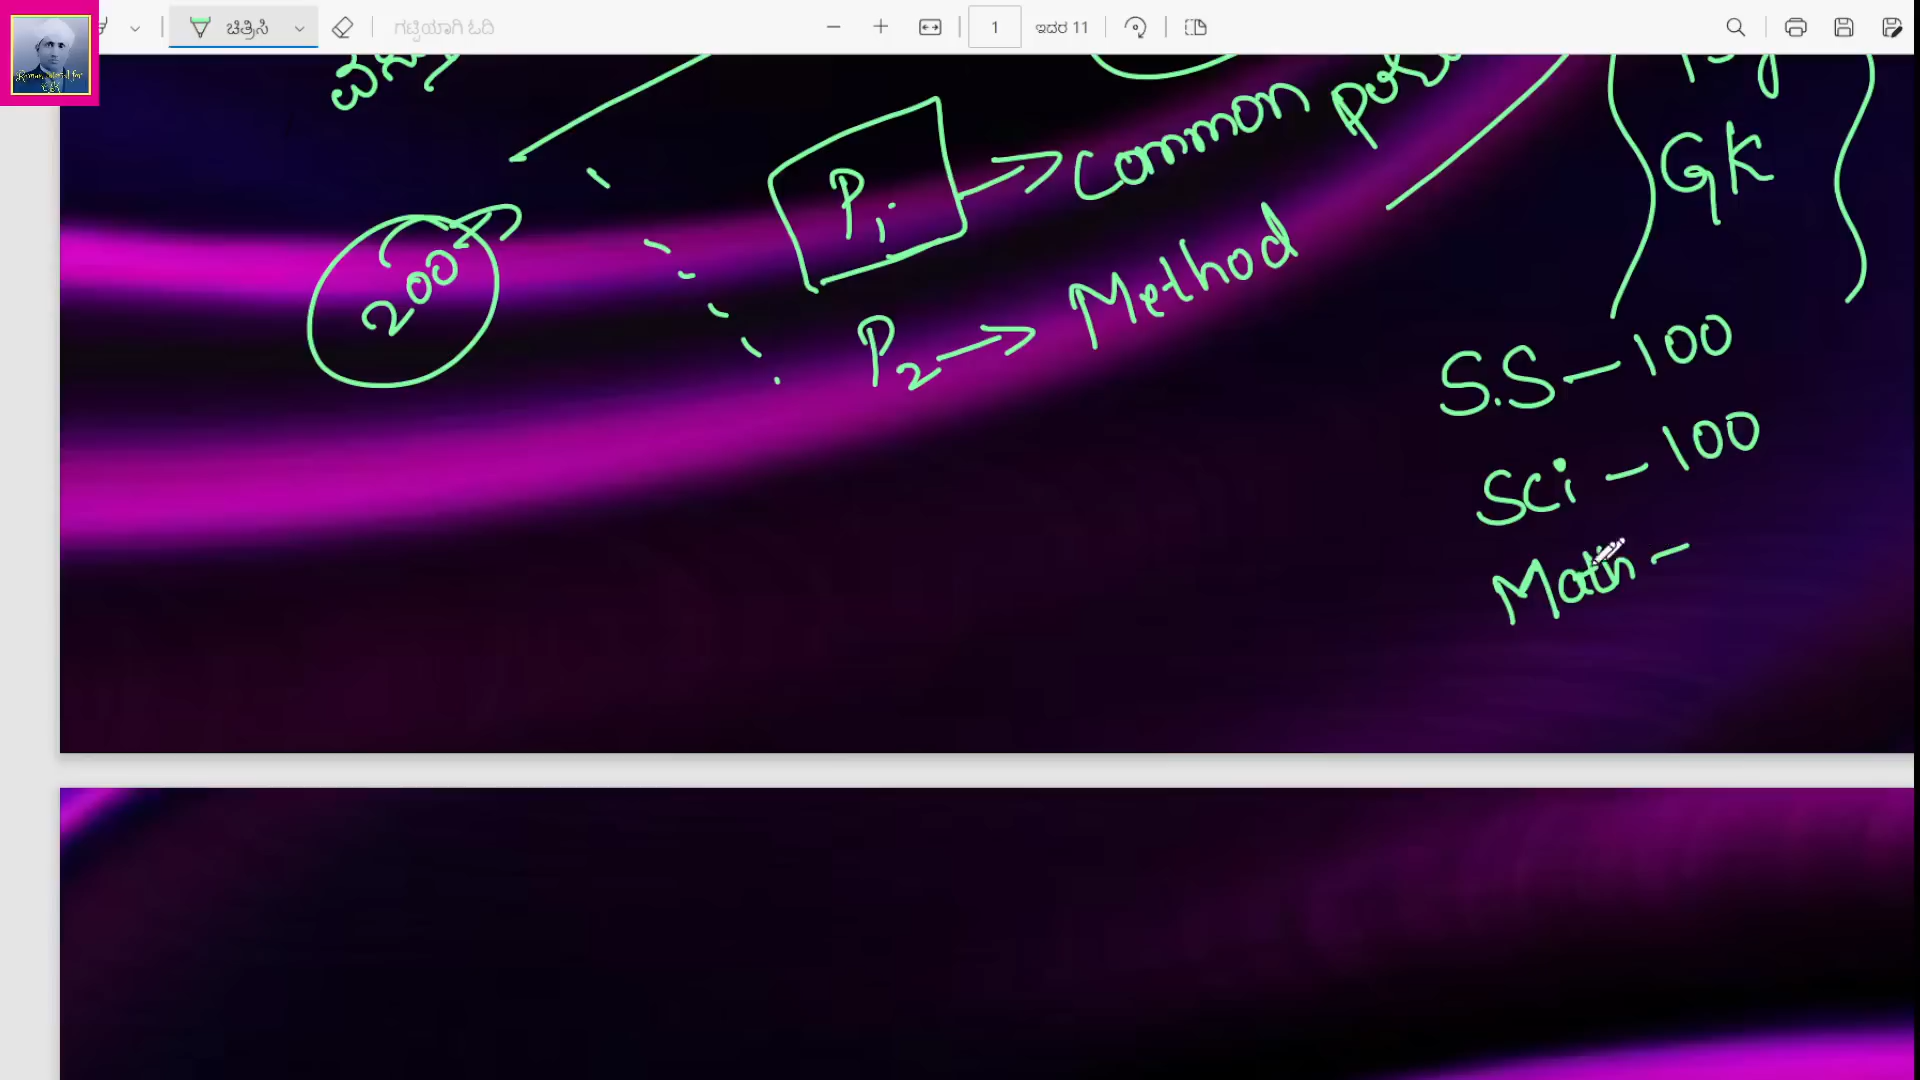 ಚಿತ್ರಿಸಿ
ಗಟ್ಟಿಯಾಗಿ ಓದಿ
1
ಇದರ 11
200
P1 → Common
P2 → Method
GK
S.S - 100
Sci - 100
Math -